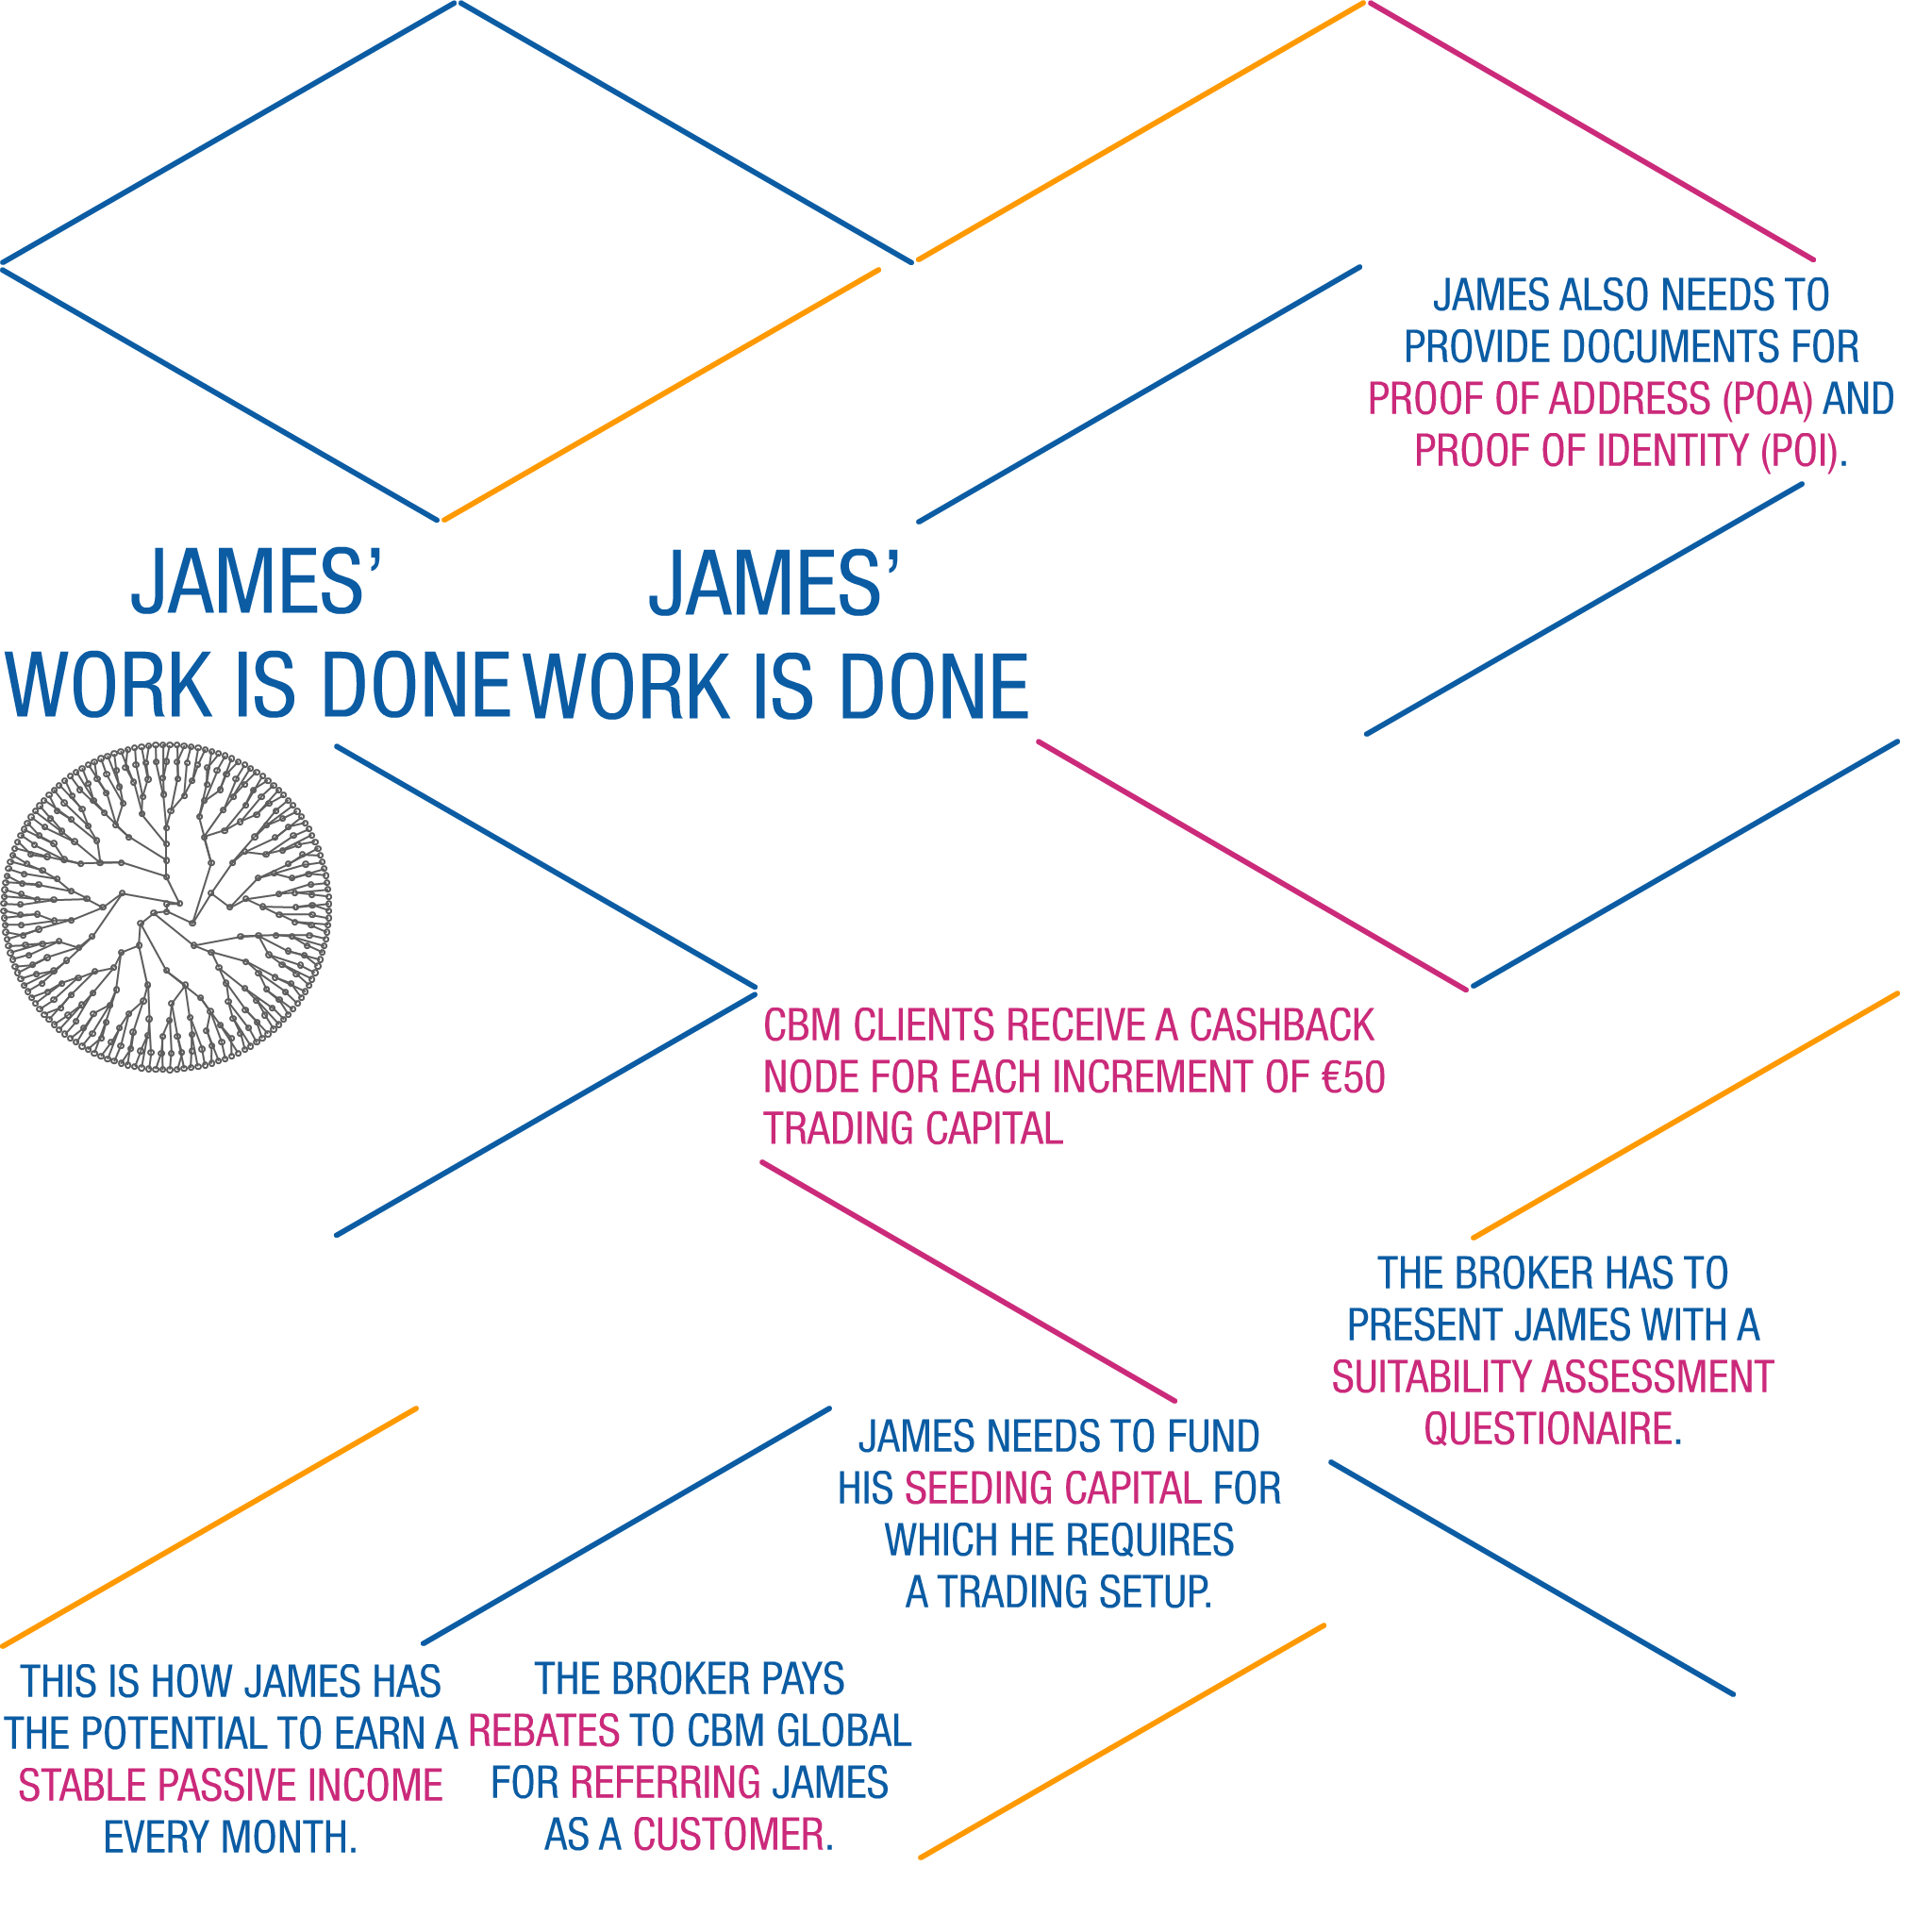 JAMES ALSO NEEDS TO
PROVIDE DOCUMENTS FOR
PROOF OF ADDRESS (POA) AND
PROOF OF IDENTITY (POI).
JAMES’
WORK IS DONE
JAMES’
WORK IS DONE
CBM CLIENTS RECEIVE A CASHBACK
NODE FOR EACH INCREMENT OF €50
TRADING CAPITAL
THE BROKER HAS TO
PRESENT JAMES WITH A
SUITABILITY ASSESSMENT
QUESTIONAIRE.
JAMES NEEDS TO FUND
HIS SEEDING CAPITAL FOR
WHICH HE REQUIRES
A TRADING SETUP.
THIS IS HOW JAMES HAS
THE POTENTIAL TO EARN A
STABLE PASSIVE INCOME
EVERY MONTH.
THE BROKER PAYS
REBATES TO CBM GLOBAL
FOR REFERRING JAMES
AS A CUSTOMER.